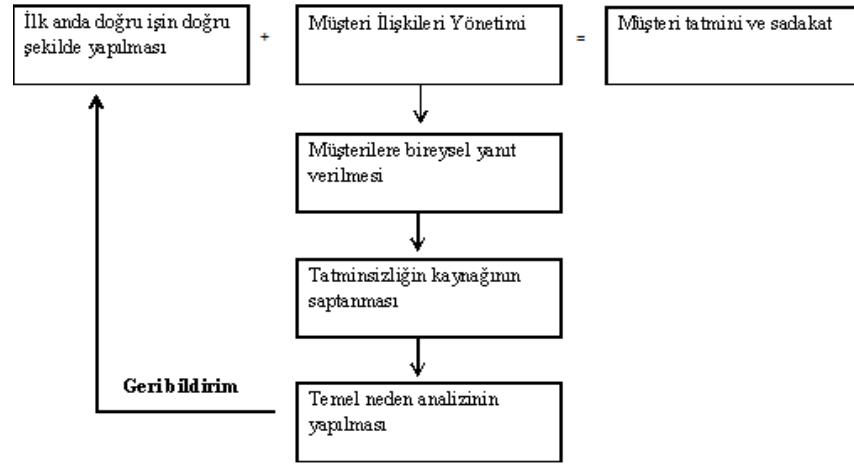 İlk anda doğru işin doğru
şekilde yapılması
+
Müşteri İlişkileri Yönetimi
=
Müşteri tatmini ve sadakat
Müşterilere bireysel yanıt
verilmesi
Tatminsizliğin kaynağının
saptanması
Geribildirim
Temel neden analizinin
yapılması